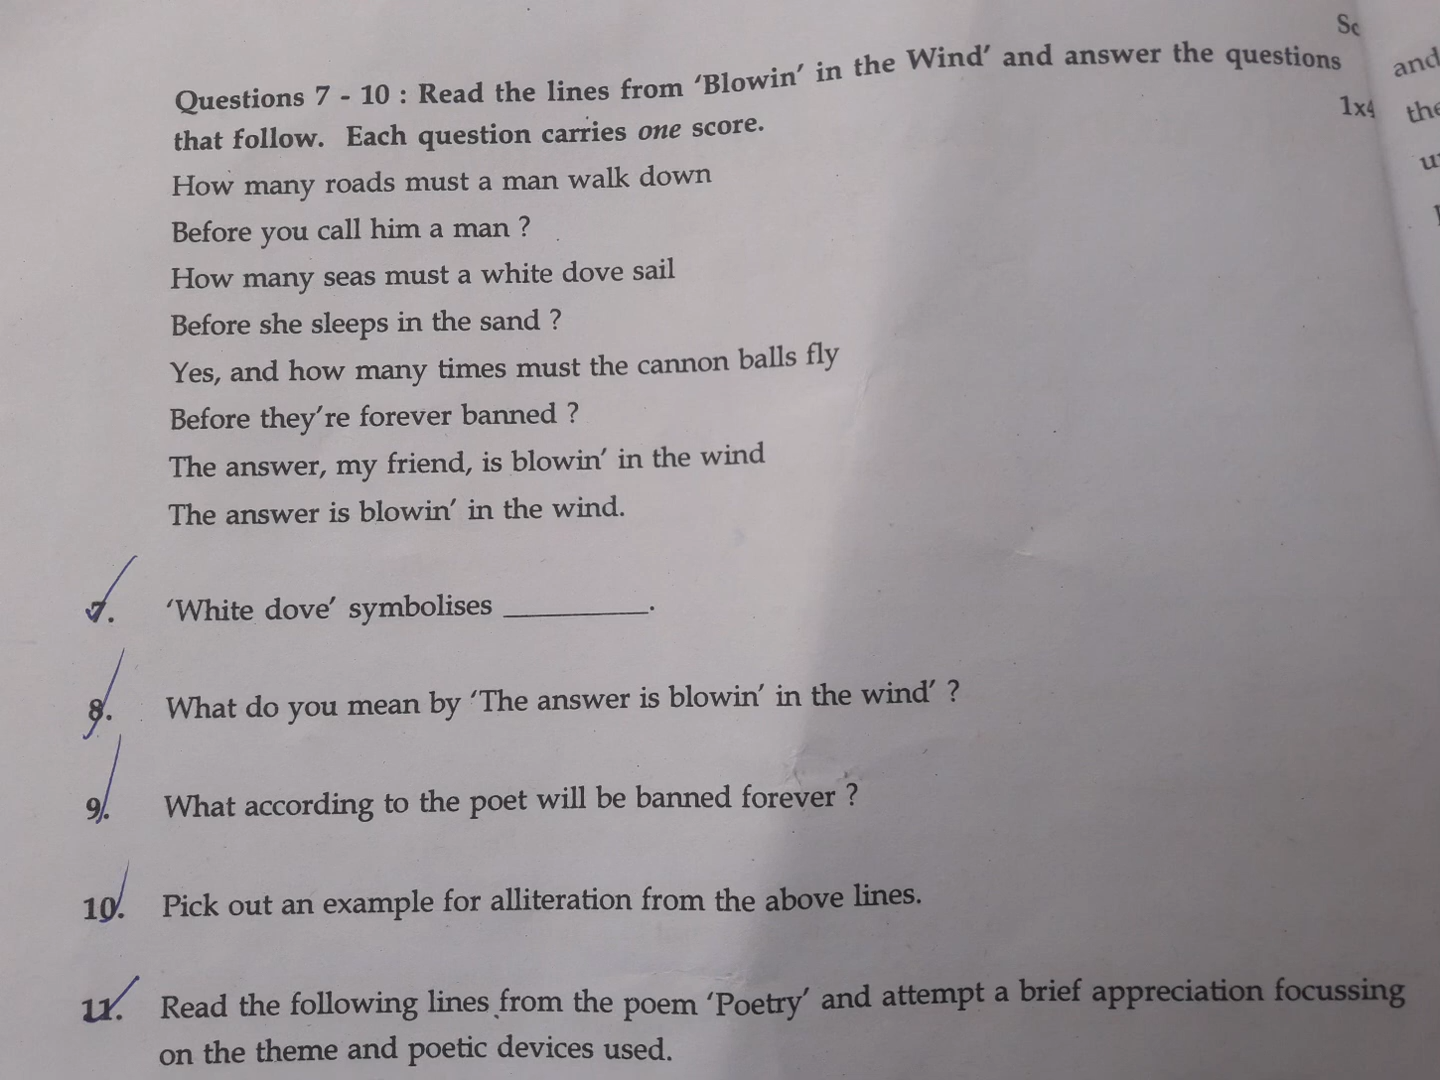 Questions 7 - 10 : Read the lines from ‘Blowin’ in the Wind’ and answer the questions
that follow. Each question carries one score.
1x4
How many roads must a man walk down
Before you call him a man ?
How many seas must a white dove sail
Before she sleeps in the sand ?
Yes, and how many times must the cannon balls fly
Before they’re forever banned ?
The answer, my friend, is blowin’ in the wind
The answer is blowin’ in the wind.
7. ‘White dove’ symbolises __________.
8. What do you mean by ‘The answer is blowin’ in the wind’ ?
9. What according to the poet will be banned forever ?
10. Pick out an example for alliteration from the above lines.
11. Read the following lines from the poem ‘Poetry’ and attempt a brief appreciation focussing
on the theme and poetic devices used.
and